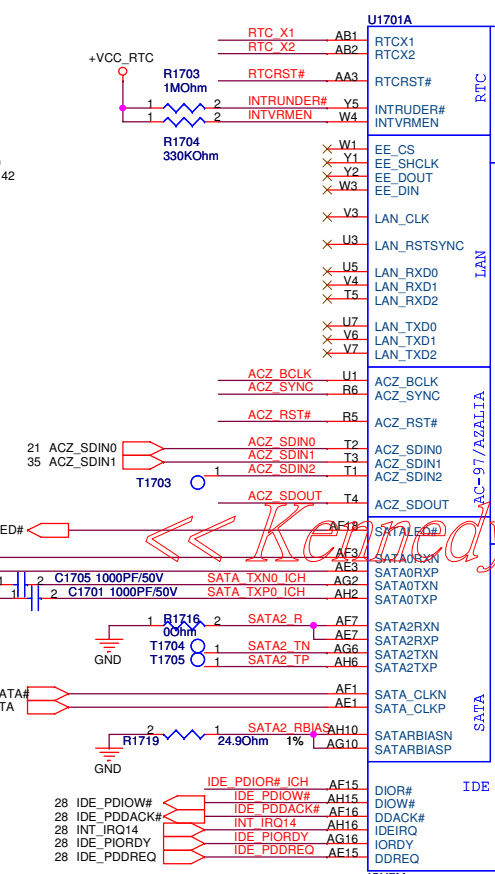 U1701A
RTC_X1 AB1 RTCX1
RTC_X2 AB2 RTCX2
+VCC_RTC
R1703
1MOhm
RTCRST# AA3 RTCRST#
1 2 INTRUNDER# Y5 INTRUDER#
1 2 INTVRMEN W4 INTVRMEN
RTC
R1704
330KOhm
42
W1 EE_CS
Y1 EE_SHCLK
Y2 EE_DOUT
W3 EE_DIN
V3 LAN_CLK
U3 LAN_RSTSYNC
LAN
U5 LAN_RXD0
V4 LAN_RXD1
T5 LAN_RXD2
U7 LAN_TXD0
V6 LAN_TXD1
V7 LAN_TXD2
ACZ_BCLK U1 ACZ_BCLK
ACZ_SYNC R6 ACZ_SYNC
ACZ_RST# R5 ACZ_RST#
AC-97/AZALIA
21 ACZ_SDIN0 ACZ_SDIN0 T2 ACZ_SDIN0
35 ACZ_SDIN1 ACZ_SDIN1 T3 ACZ_SDIN1
T1703 1 ACZ_SDIN2 T1 ACZ_SDIN2
ACZ_SDOUT T4 ACZ_SDOUT
ED# AF18 SATALED#
<< Kennedy
AF3 SATA0RXN
AE3 SATA0RXP
1 2 C1705 1000PF/50V SATA_TXN0_ICH AG2 SATA0TXN
1 2 C1701 1000PF/50V SATA_TXP0_ICH AH2 SATA0TXP
R1716
1 2 SATA2_R AF7 SATA2RXN
0Ohm
AE7 SATA2RXP
GND
T1704 1 SATA2_TN AG6 SATA2TXN
T1705 1 SATA2_TP AH6 SATA2TXP
ATA# AF1 SATA_CLKN
TA AE1 SATA_CLKP
SATA
2 1 SATA2_RBIAS AH10 SATARBIASN
R1719 24.9Ohm 1% AG10 SATARBIASP
GND
IDE
IDE_PDIOR#_ICH AF15 DIOR#
28 IDE_PDIOW# IDE_PDIOW# AH15 DIOW#
28 IDE_PDDACK# IDE_PDDACK# AF16 DDACK#
28 INT_IRQ14 INT_IRQ14 AH16 IDEIRQ
28 IDE_PIORDY IDE_PIORDY AG16 IORDY
28 IDE_PDDREQ IDE_PDDREQ AE15 DDREQ